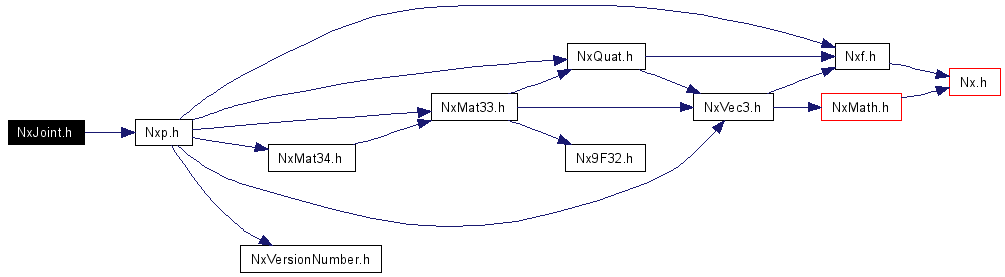 NxJoint.h
Nxp.h
NxMat34.h
NxVersionNumber.h
NxMat33.h
NxQuat.h
Nx9F32.h
NxVec3.h
Nxf.h
NxMath.h
Nx.h